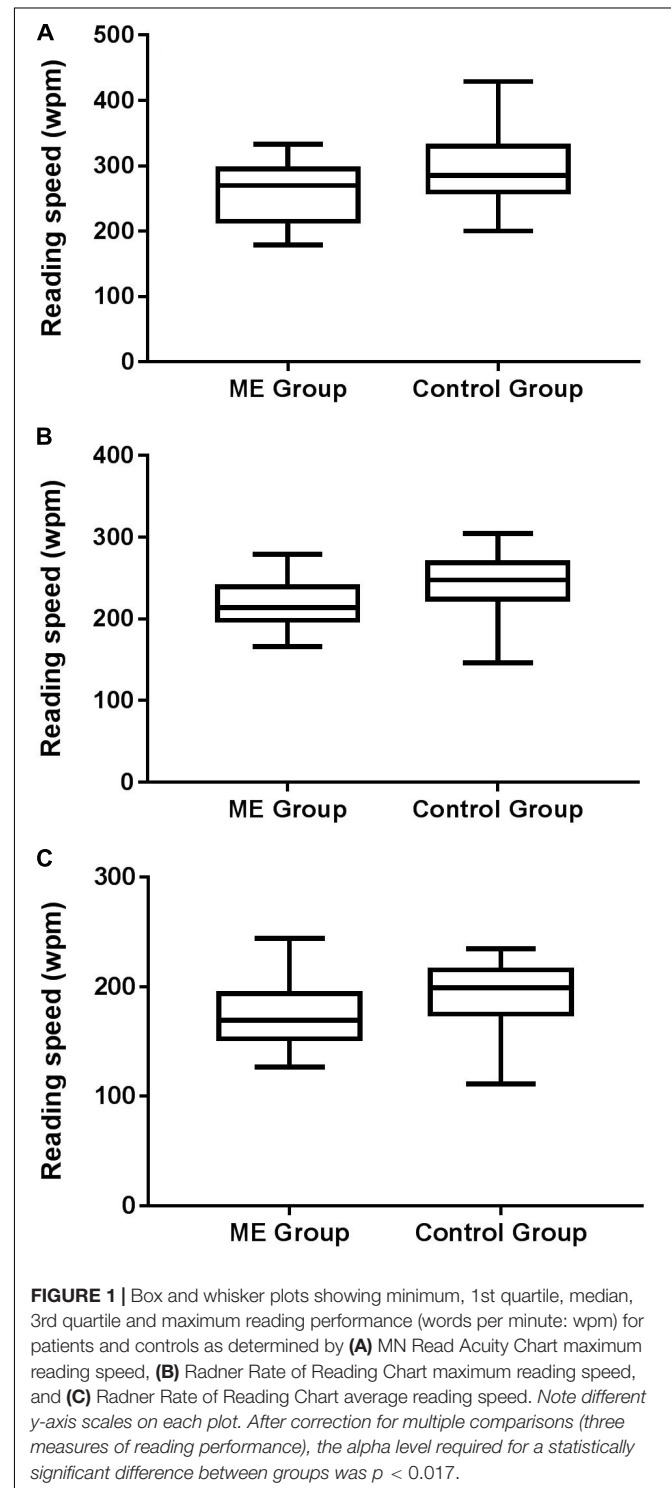 A
500
400
300
200
100
0
Reading speed (wpm)
ME Group Control Group
B
400
300
200
100
0
Reading speed (wpm)
ME Group Control Group
C
300
200
100
0
Reading speed (wpm)
ME Group Control Group
FIGURE 1 | Box and whisker plots showing minimum, 1st quartile, median,
3rd quartile and maximum reading performance (words per minute: wpm) for
patients and controls as determined by (A) MN Read Acuity Chart maximum
reading speed, (B) Radner Rate of Reading Chart maximum reading speed,
and (C) Radner Rate of Reading Chart average reading speed. Note different
y-axis scales on each plot. After correction for multiple comparisons (three
measures of reading performance), the alpha level required for a statistically
significant difference between groups was p < 0.017.